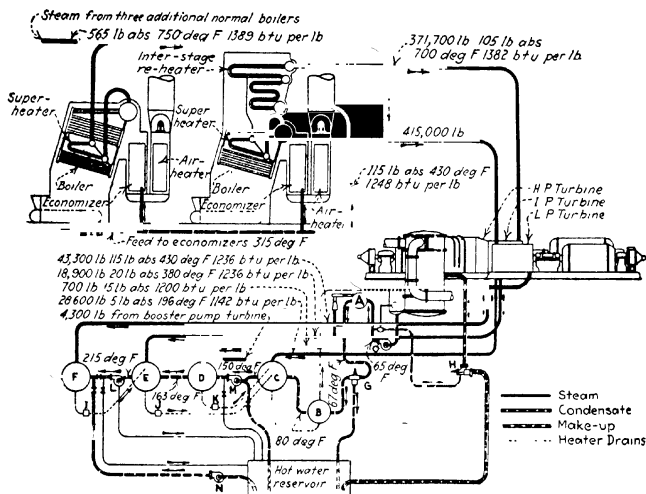 Steam from three additional normal boilers
565 lb abs 750 deg F 1389 btu per lb
Inter-stage
re-heater
371,700 lb 105 lb abs
700 deg F 1382 btu per lb
Super-
heater
Super
heater
415,000 lb
Air-
heater
Boiler
Economizer
Boiler
Economizer
Air-
heater
115 lb abs 430 deg F
1248 btu per lb
H P Turbine
I P Turbine
L P Turbine
Feed to economizers 315 deg F
43,300 lb 115 lb abs 430 deg F 1236 btu per lb
18,900 lb 20 lb abs 380 deg F 1236 btu per lb
700 lb 15 lb abs 1200 btu per lb
28600 lb 5 lb abs 196 deg F 1142 btu per lb
4,300 lb from booster pump turbine
A
215 deg F
150 deg F
65
deg F
H
F
L
E
D
M
C
G
163 deg F
K
B
67 deg F
J
80 deg F
N
Hot water
reservoir
Steam
Condensate
Make-up
Heater Drains